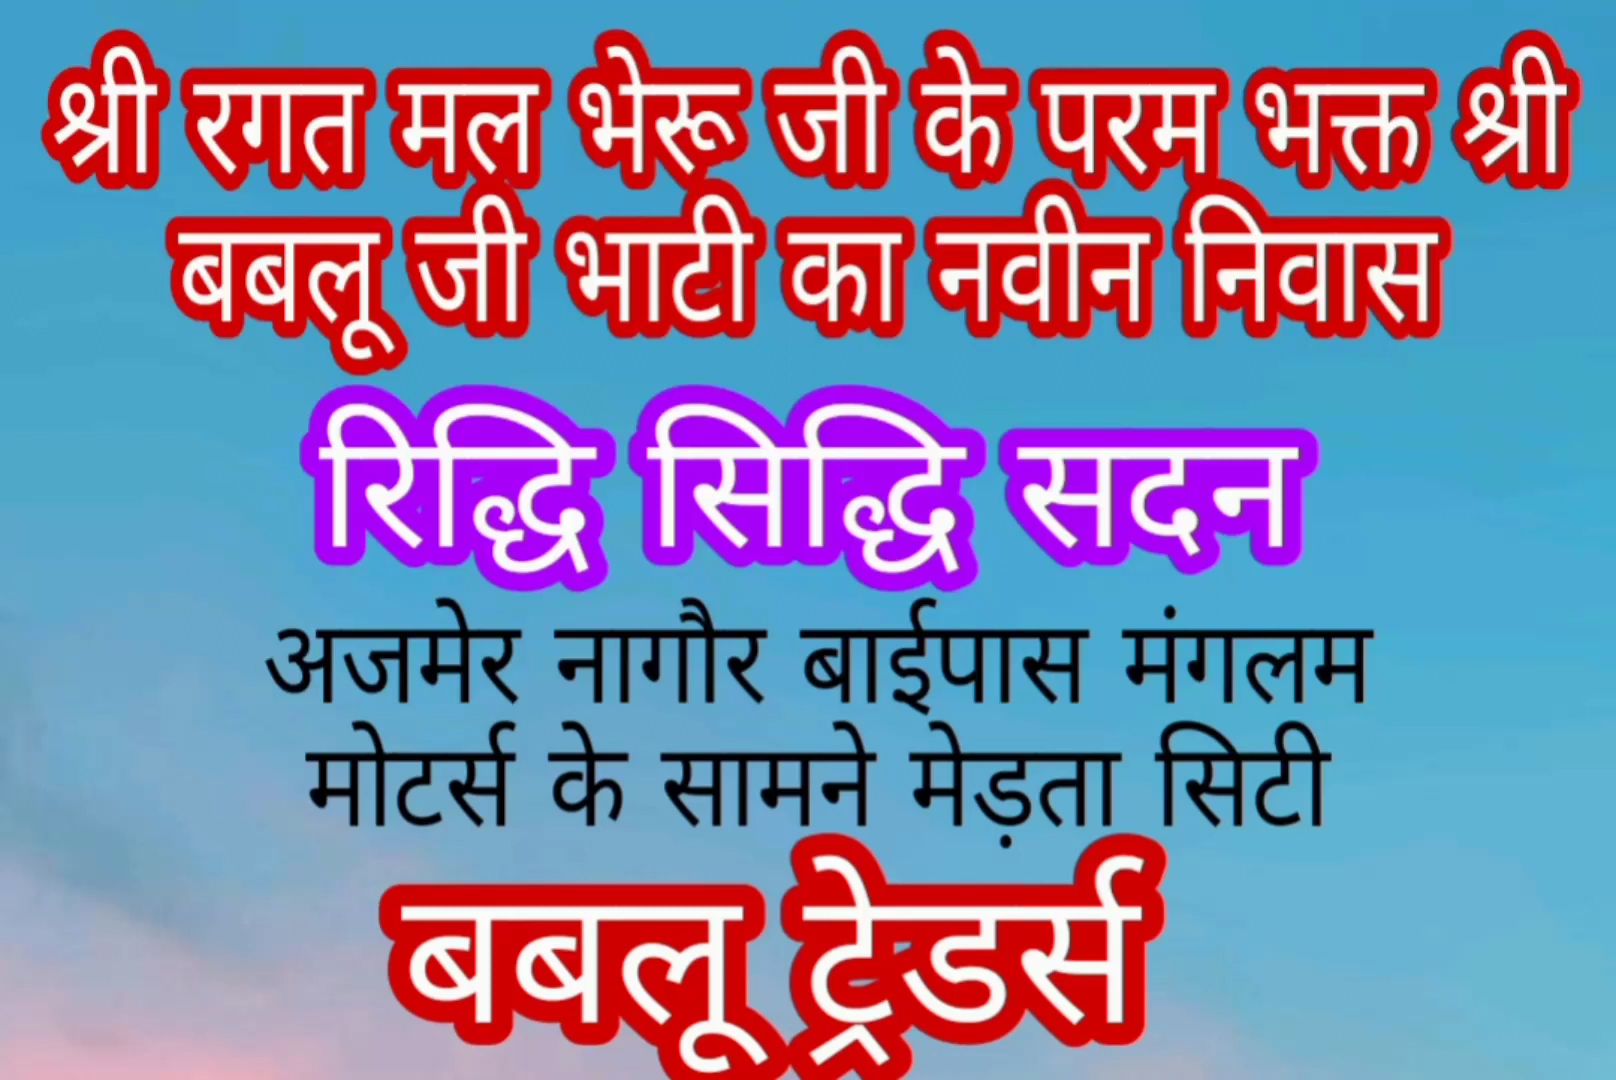 श्री रगत मल भेरू जी के परम भक्त श्री
बबलू जी भाटी का नवीन निवास
रिद्धि सिद्धि सदन
अजमेर नागौर बाईपास मंगलम
मोटर्स के सामने मेड़ता सिटी
बबलू ट्रेडर्स